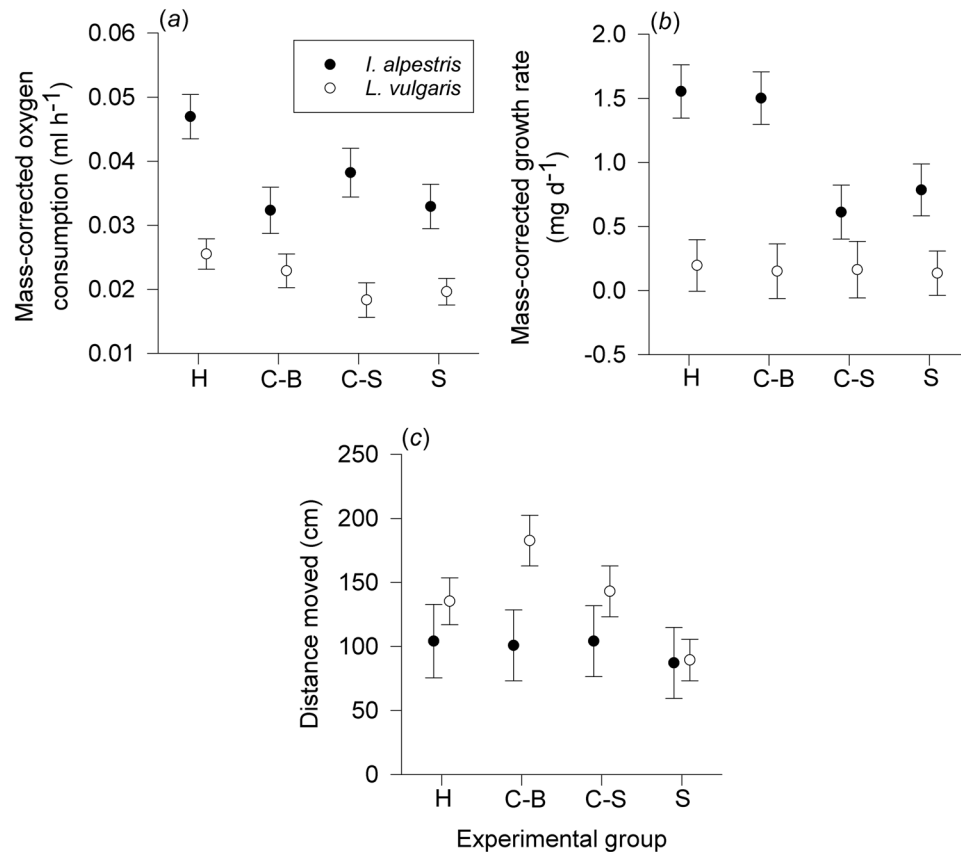 (a)
0.06
0.05
0.04
0.03
0.02
0.01
Mass-corrected oxygen
consumption (ml h⁻¹)
I. alpestris
L. vulgaris
H C-B C-S S
(b)
2.0
1.5
1.0
0.5
0.0
-0.5
Mass-corrected growth rate
(mg d⁻¹)
H C-B C-S S
(c)
250
200
150
100
50
0
Distance moved (cm)
H C-B C-S S
Experimental group